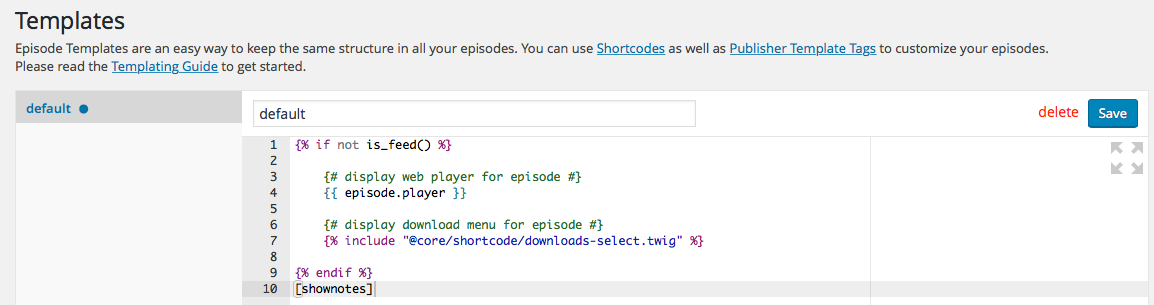 Templates
Episode Templates are an easy way to keep the same structure in all your episodes. You can use Shortcodes as well as Publisher Template Tags to customize your episodes.
Please read the Templating Guide to get started.
default
default
delete
Save
1 {% if not is_feed() %}
2
3 {# display web player for episode #}
4 {{ episode.player }}
5
6 {# display download menu for episode #}
7 {% include "@core/shortcode/downloads-select.twig" %}
8
9 {% endif %}
10 [shownotes]